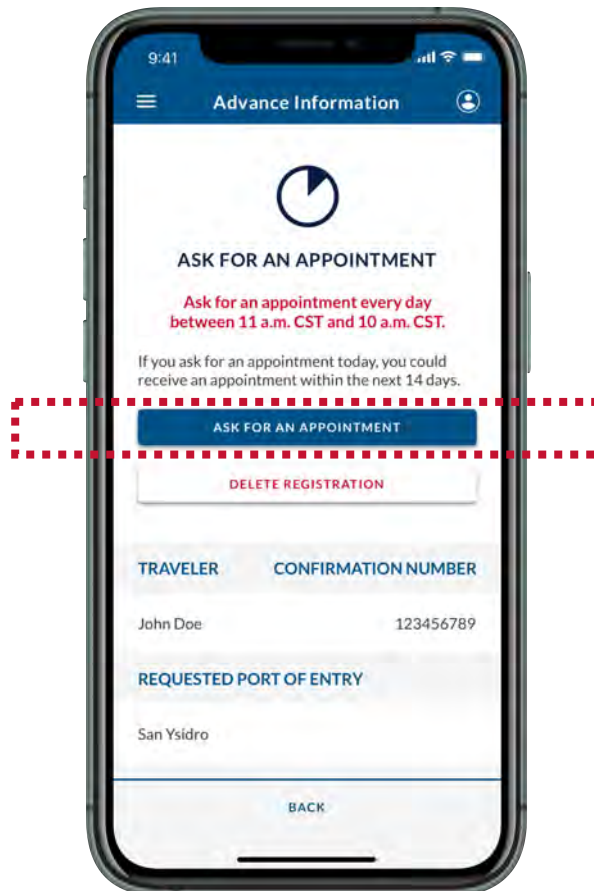 9:41
Advance Information
ASK FOR AN APPOINTMENT
Ask for an appointment every day
between 11 a.m. CST and 10 a.m. CST.
If you ask for an appointment today, you could
receive an appointment within the next 14 days.
ASK FOR AN APPOINTMENT
DELETE REGISTRATION
TRAVELER CONFIRMATION NUMBER
John Doe 123456789
REQUESTED PORT OF ENTRY
San Ysidro
BACK